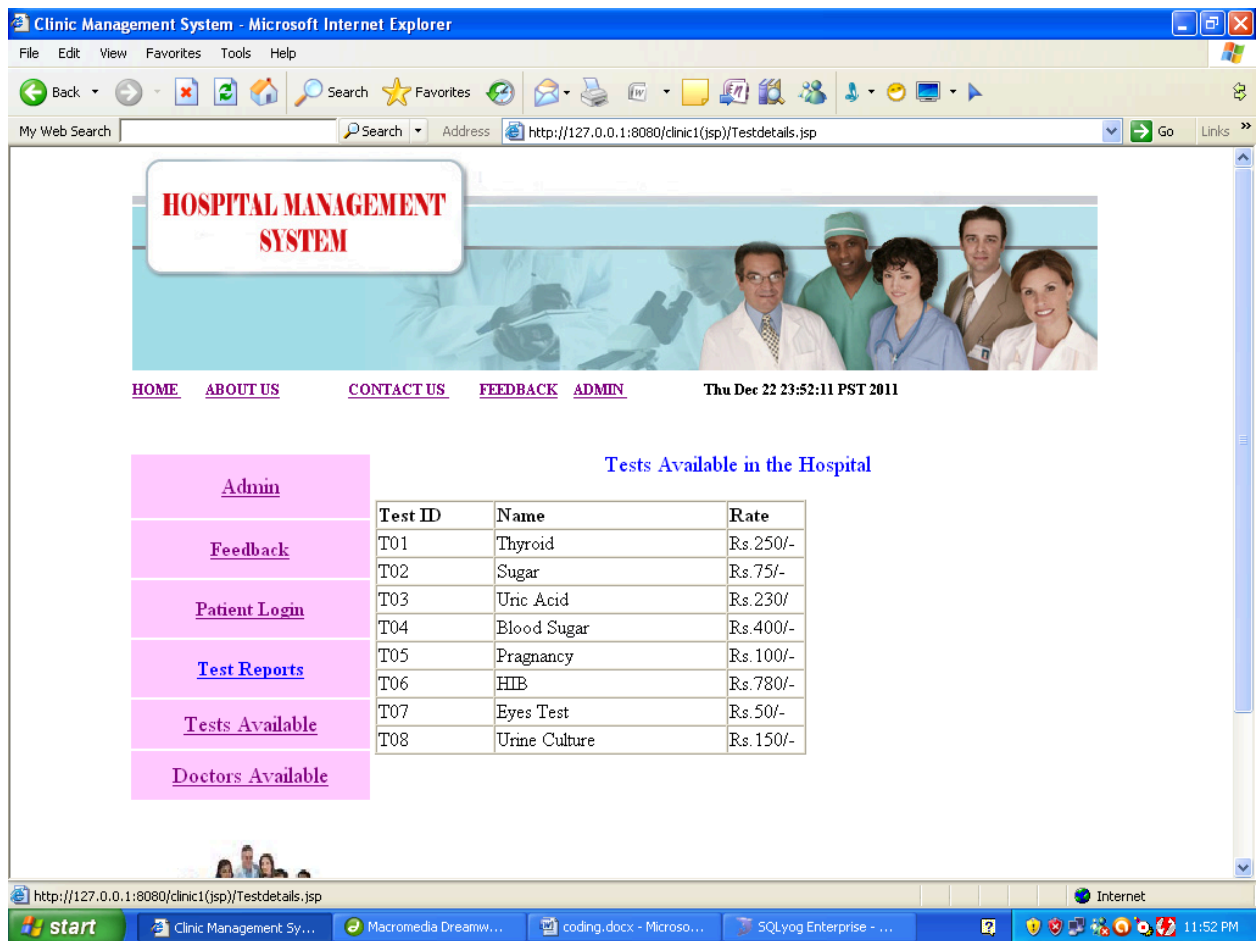 Clinic Management System - Microsoft Internet Explorer
File Edit View Favorites Tools Help
Back Search Favorites
My Web Search Search Address http://127.0.0.1:8080/clinic1(jsp)/Testdetails.jsp Go Links »
HOSPITAL MANAGEMENT
SYSTEM
HOME ABOUT US CONTACT US FEEDBACK ADMIN Thu Dec 22 23:52:11 PST 2011
Admin
Feedback
Patient Login
Test Reports
Tests Available
Doctors Available
Tests Available in the Hospital
Test ID Name Rate
T01 Thyroid Rs.250/-
T02 Sugar Rs.75/-
T03 Uric Acid Rs.230/
T04 Blood Sugar Rs.400/-
T05 Pragnancy Rs.100/-
T06 HIB Rs.780/-
T07 Eyes Test Rs.50/-
T08 Urine Culture Rs.150/-
http://127.0.0.1:8080/clinic1(jsp)/Testdetails.jsp Internet
start Clinic Management Sy... Macromedia Dreamw... coding.docx - Microso... SQLyog Enterprise - ... 11:52 PM